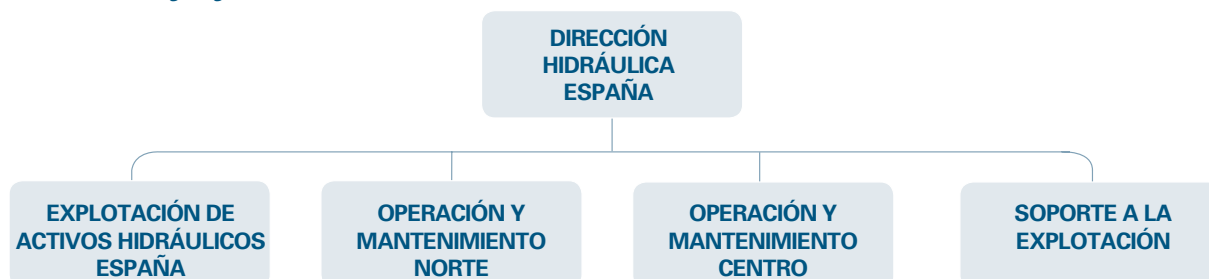 DIRECCIÓN
HIDRÁULICA
ESPAÑA
EXPLOTACIÓN DE
ACTIVOS HIDRÁULICOS
ESPAÑA
OPERACIÓN Y
MANTENIMIENTO
NORTE
OPERACIÓN Y
MANTENIMIENTO
CENTRO
SOPORTE A LA
EXPLOTACIÓN